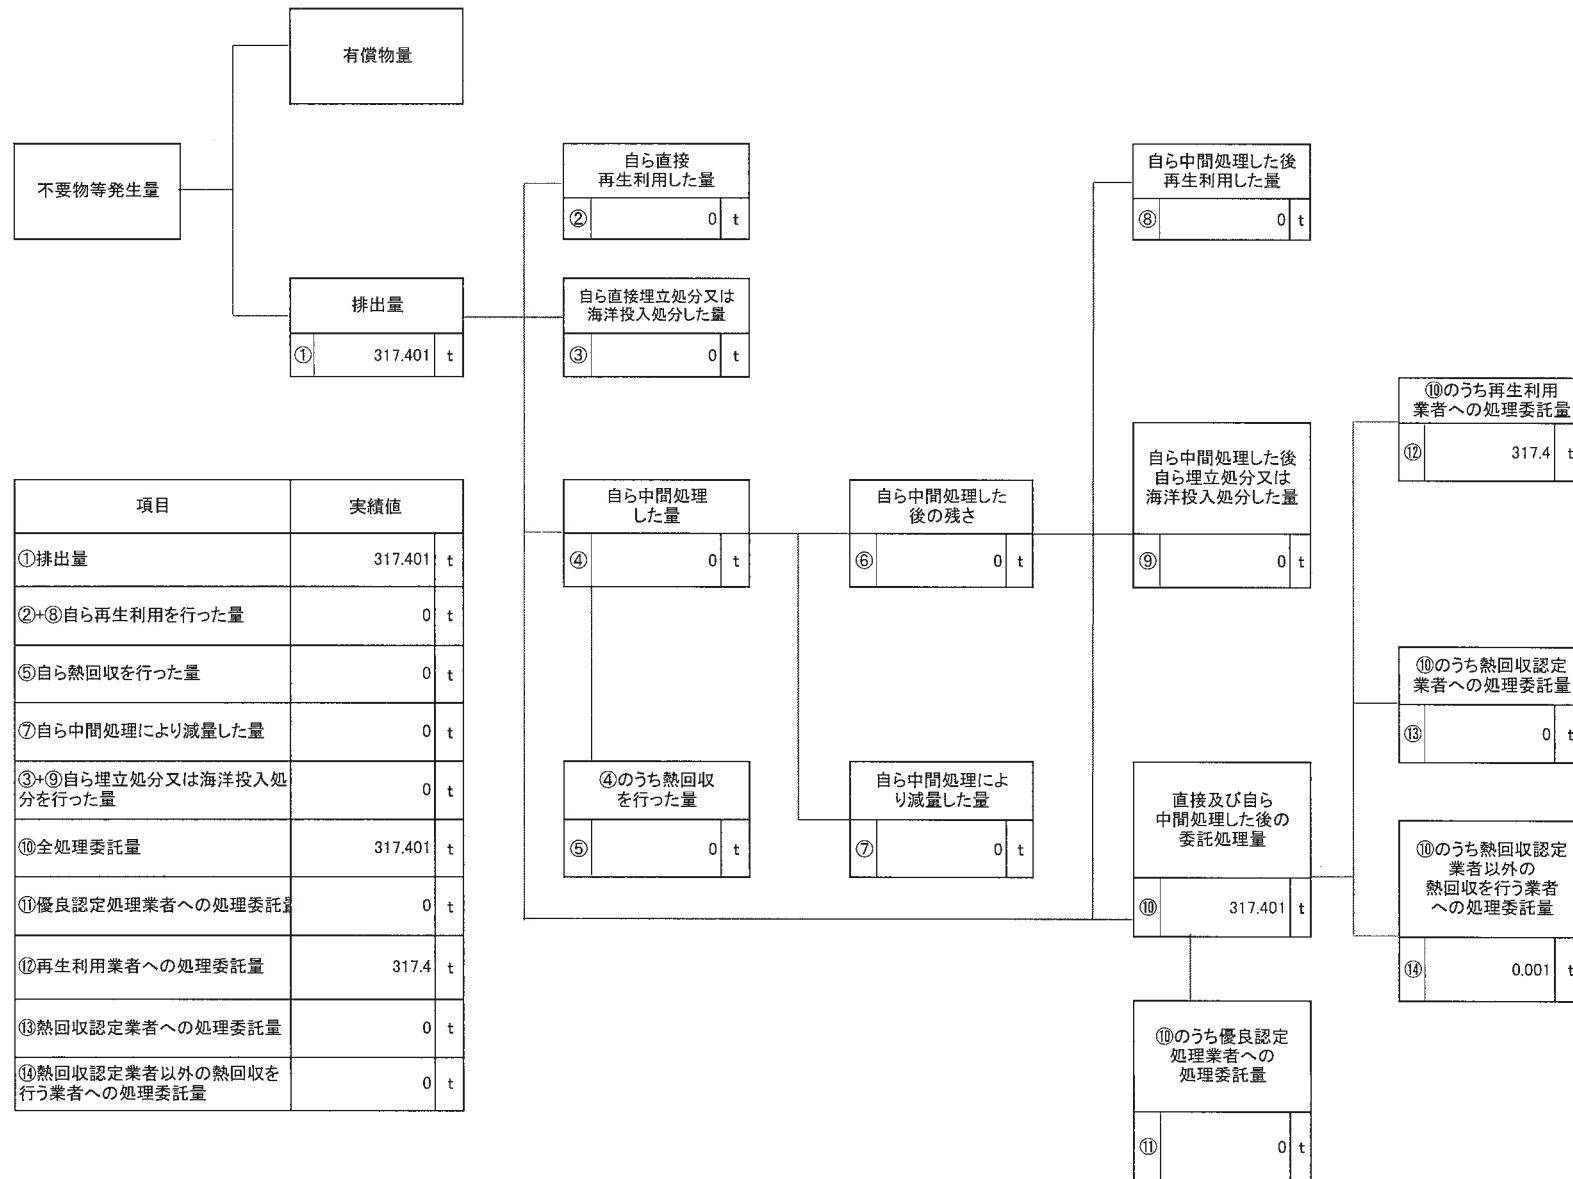 有償物量
不要物等発生量
排出量
① 317.401 t
自ら直接
再生利用した量
② 0 t
自ら直接埋立処分又は
海洋投入処分した量
③ 0 t
自ら中間処理
した量
④ 0 t
④のうち熱回収
を行った量
⑤ 0 t
自ら中間処理した
後の残さ
⑥ 0 t
自ら中間処理によ
り減量した量
⑦ 0 t
自ら中間処理した後
再生利用した量
⑧ 0 t
自ら中間処理した後
自ら埋立処分又は
海洋投入処分した量
⑨ 0 t
直接及び自ら
中間処理した後の
委託処理量
⑩ 317.401 t
⑩のうち優良認定
処理業者への
処理委託量
⑪ 0 t
⑩のうち再生利用
業者への処理委託量
⑫ 317.4 t
⑩のうち熱回収認定
業者への処理委託量
⑬ 0 t
⑩のうち熱回収認定
業者以外の
熱回収を行う業者
への処理委託量
⑭ 0.001 t
項目 実績値
①排出量 317.401 t
②+⑧自ら再生利用を行った量 0 t
⑤自ら熱回収を行った量 0 t
⑦自ら中間処理により減量した量 0 t
③+⑨自ら埋立処分又は海洋投入処
分を行った量 0 t
⑩全処理委託量 317.401 t
⑪優良認定処理業者への処理委託量 0 t
⑫再生利用業者への処理委託量 317.4 t
⑬熱回収認定業者への処理委託量 0 t
⑭熱回収認定業者以外の熱回収を
行う業者への処理委託量 0 t